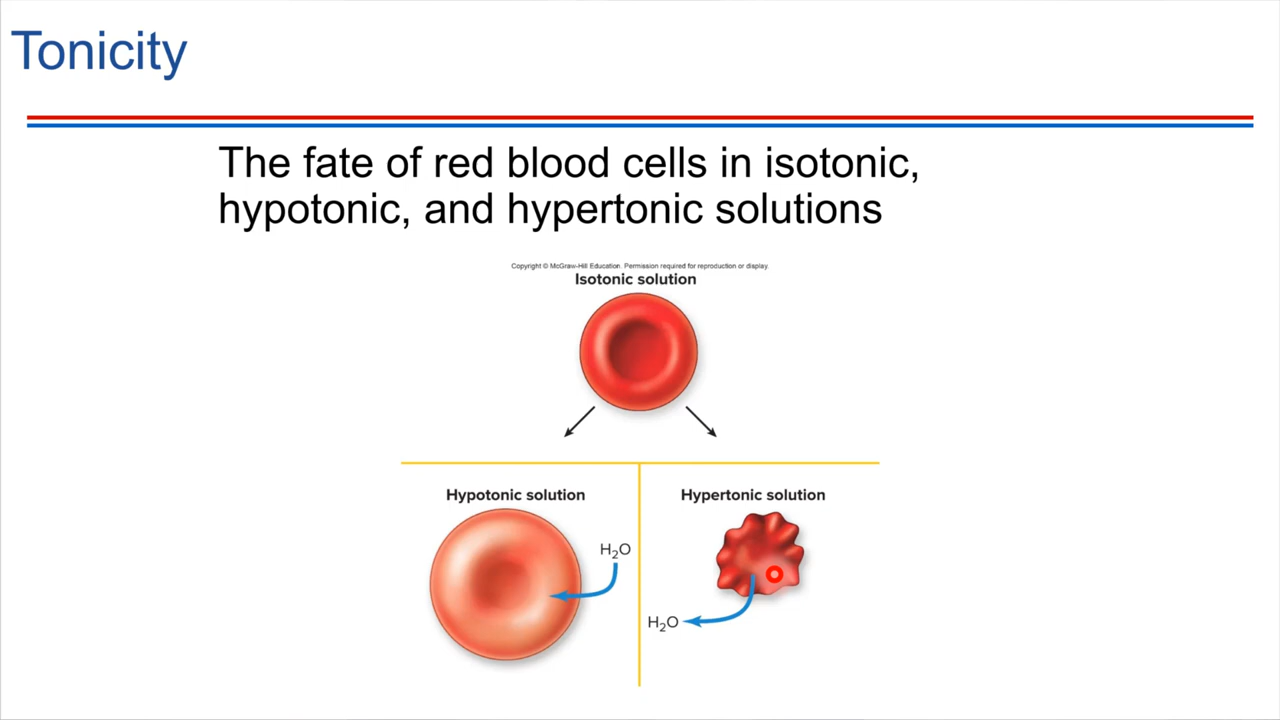 Tonicity
The fate of red blood cells in isotonic,
hypotonic, and hypertonic solutions
Copyright © McGraw-Hill Education. Permission required for reproduction or display.
Isotonic solution
Hypotonic solution
Hypertonic solution
H₂O
H₂O